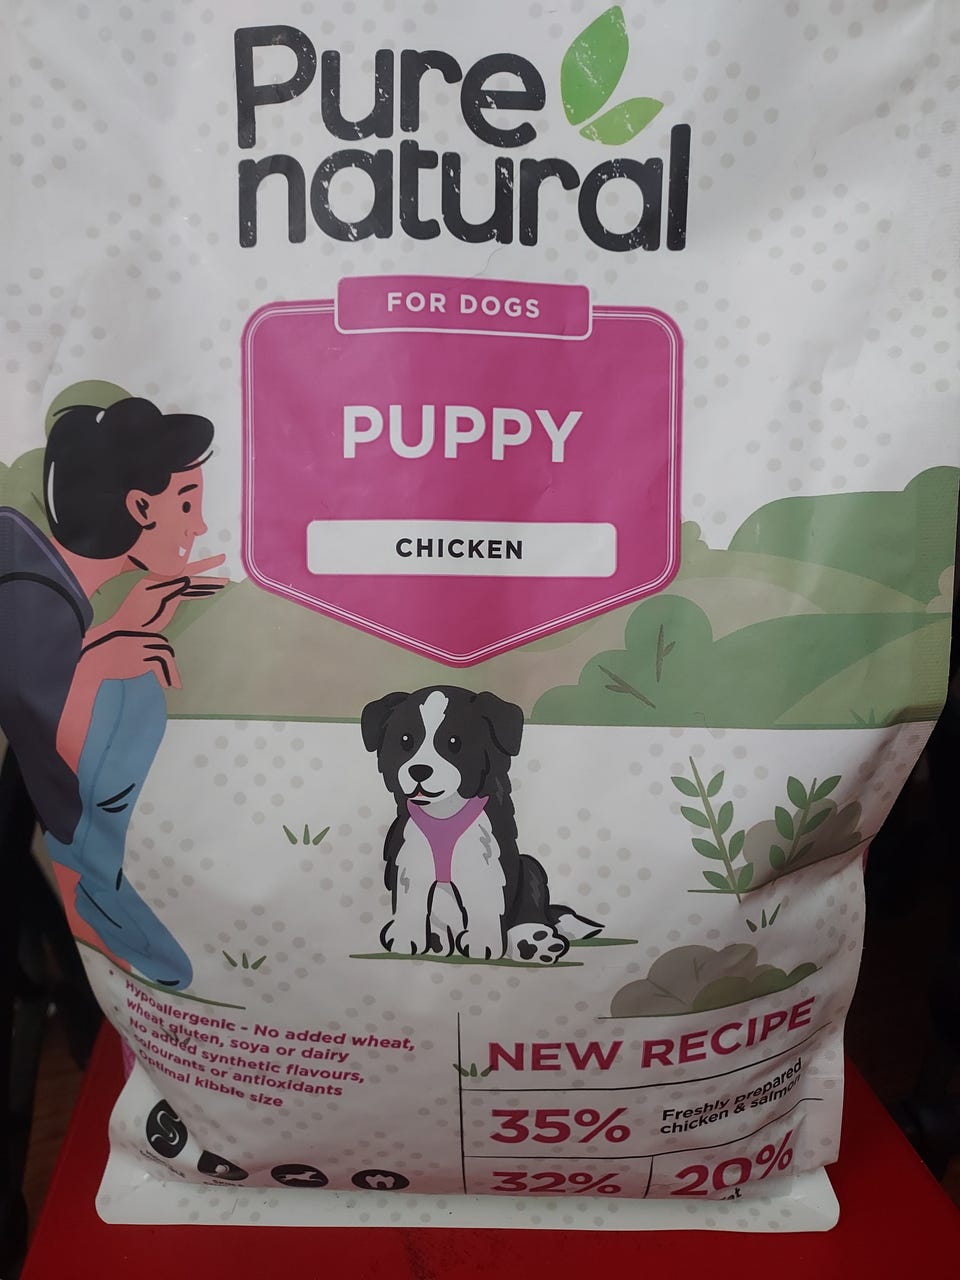 Pure
natural
FOR DOGS
PUPPY
CHICKEN
Hypoallergenic - No added wheat,
wheat gluten, soya or dairy
No added synthetic flavours,
colourants or antioxidants
Optimal kibble size
NEW RECIPE
35% Freshly prepared
chicken & salmon
32% 20%